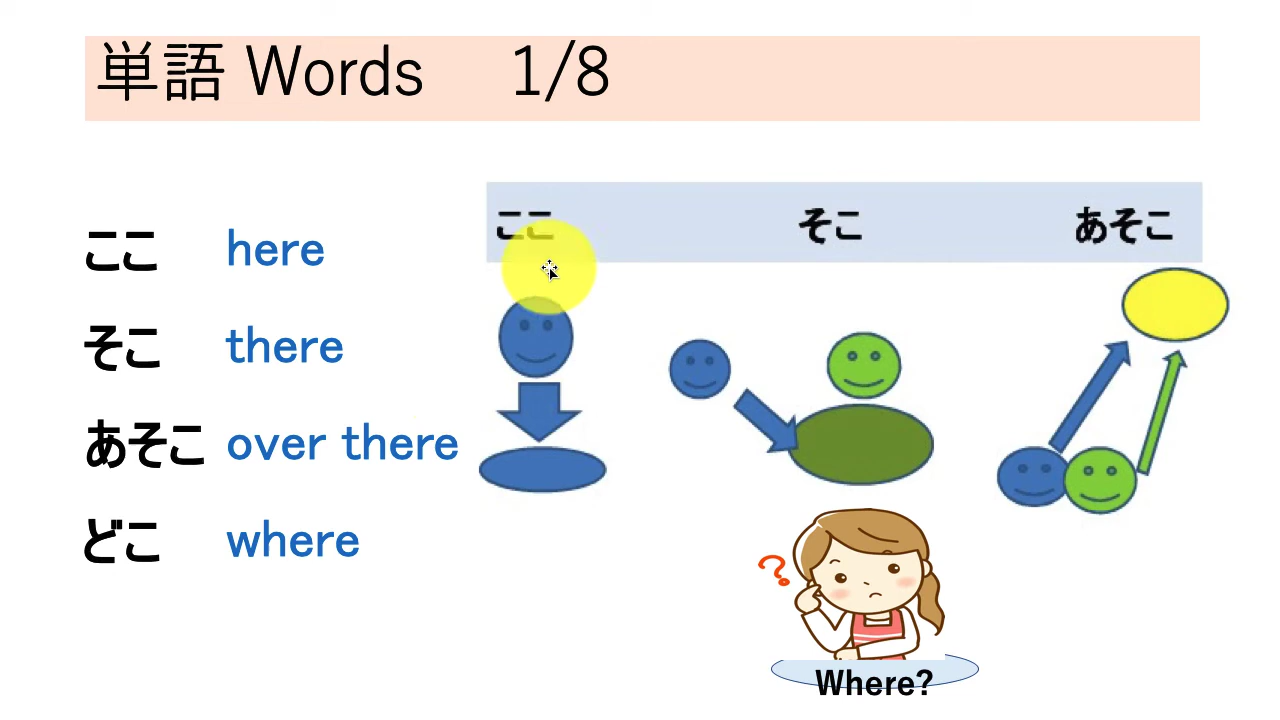 単語 Words 1/8
ここ そこ あそこ
ここ here
そこ there
あそこ over there
どこ where
?
Where?